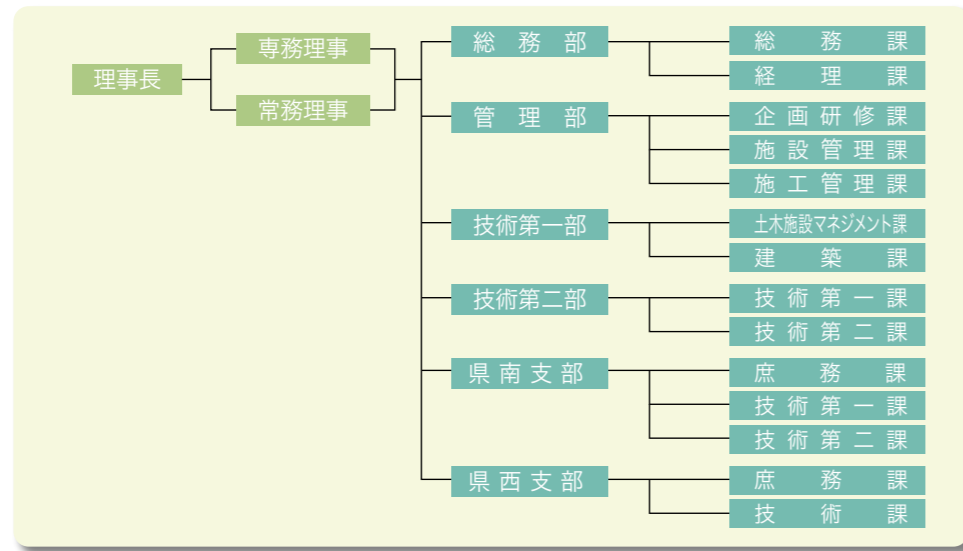 理事長
専務理事
常務理事
総務部
総務課
経理課
管理部
企画研修課
施設管理課
施工管理課
技術第一部
土木施設マネジメント課
建築課
技術第二部
技術第一課
技術第二課
県南支部
庶務課
技術第一課
技術第二課
県西支部
庶務課
技術課